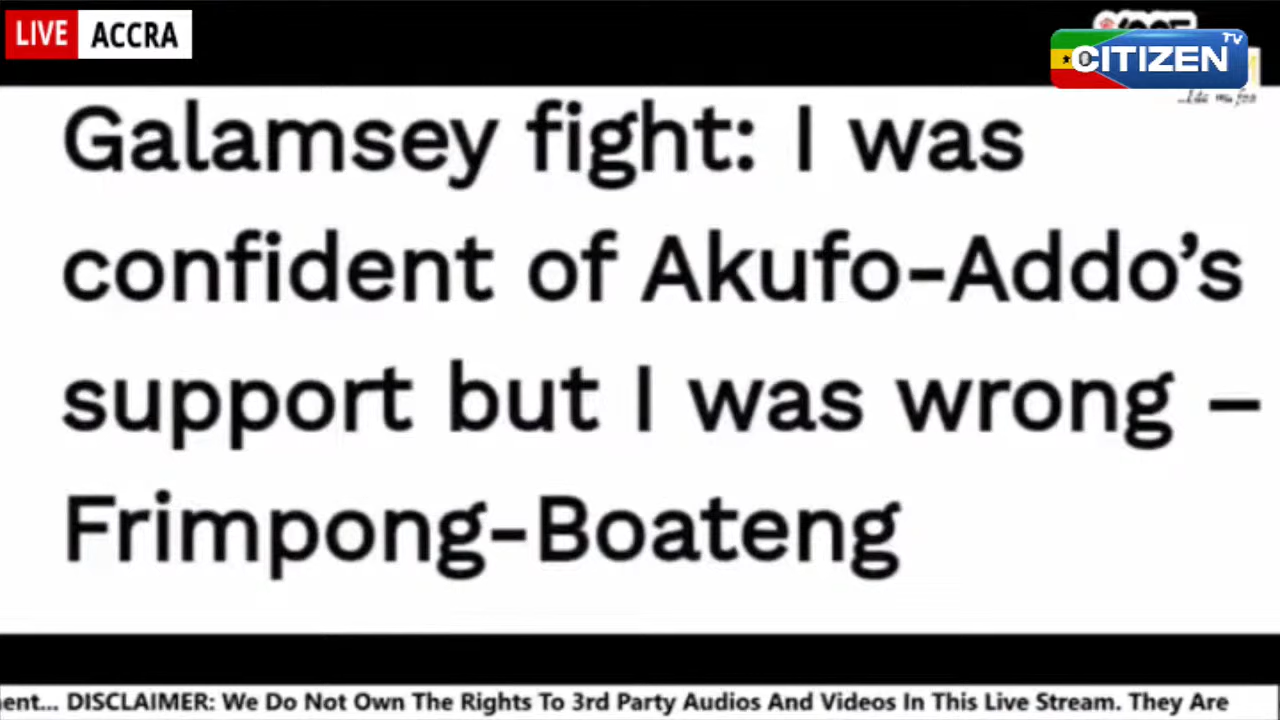 LIVE ACCRA
CITIZEN TV
Galamsey fight: I was
confident of Akufo-Addo’s
support but I was wrong –
Frimpong-Boateng
DISCLAIMER: We Do Not Own The Rights To 3rd Party Audios And Videos In This Live Stream. They Are